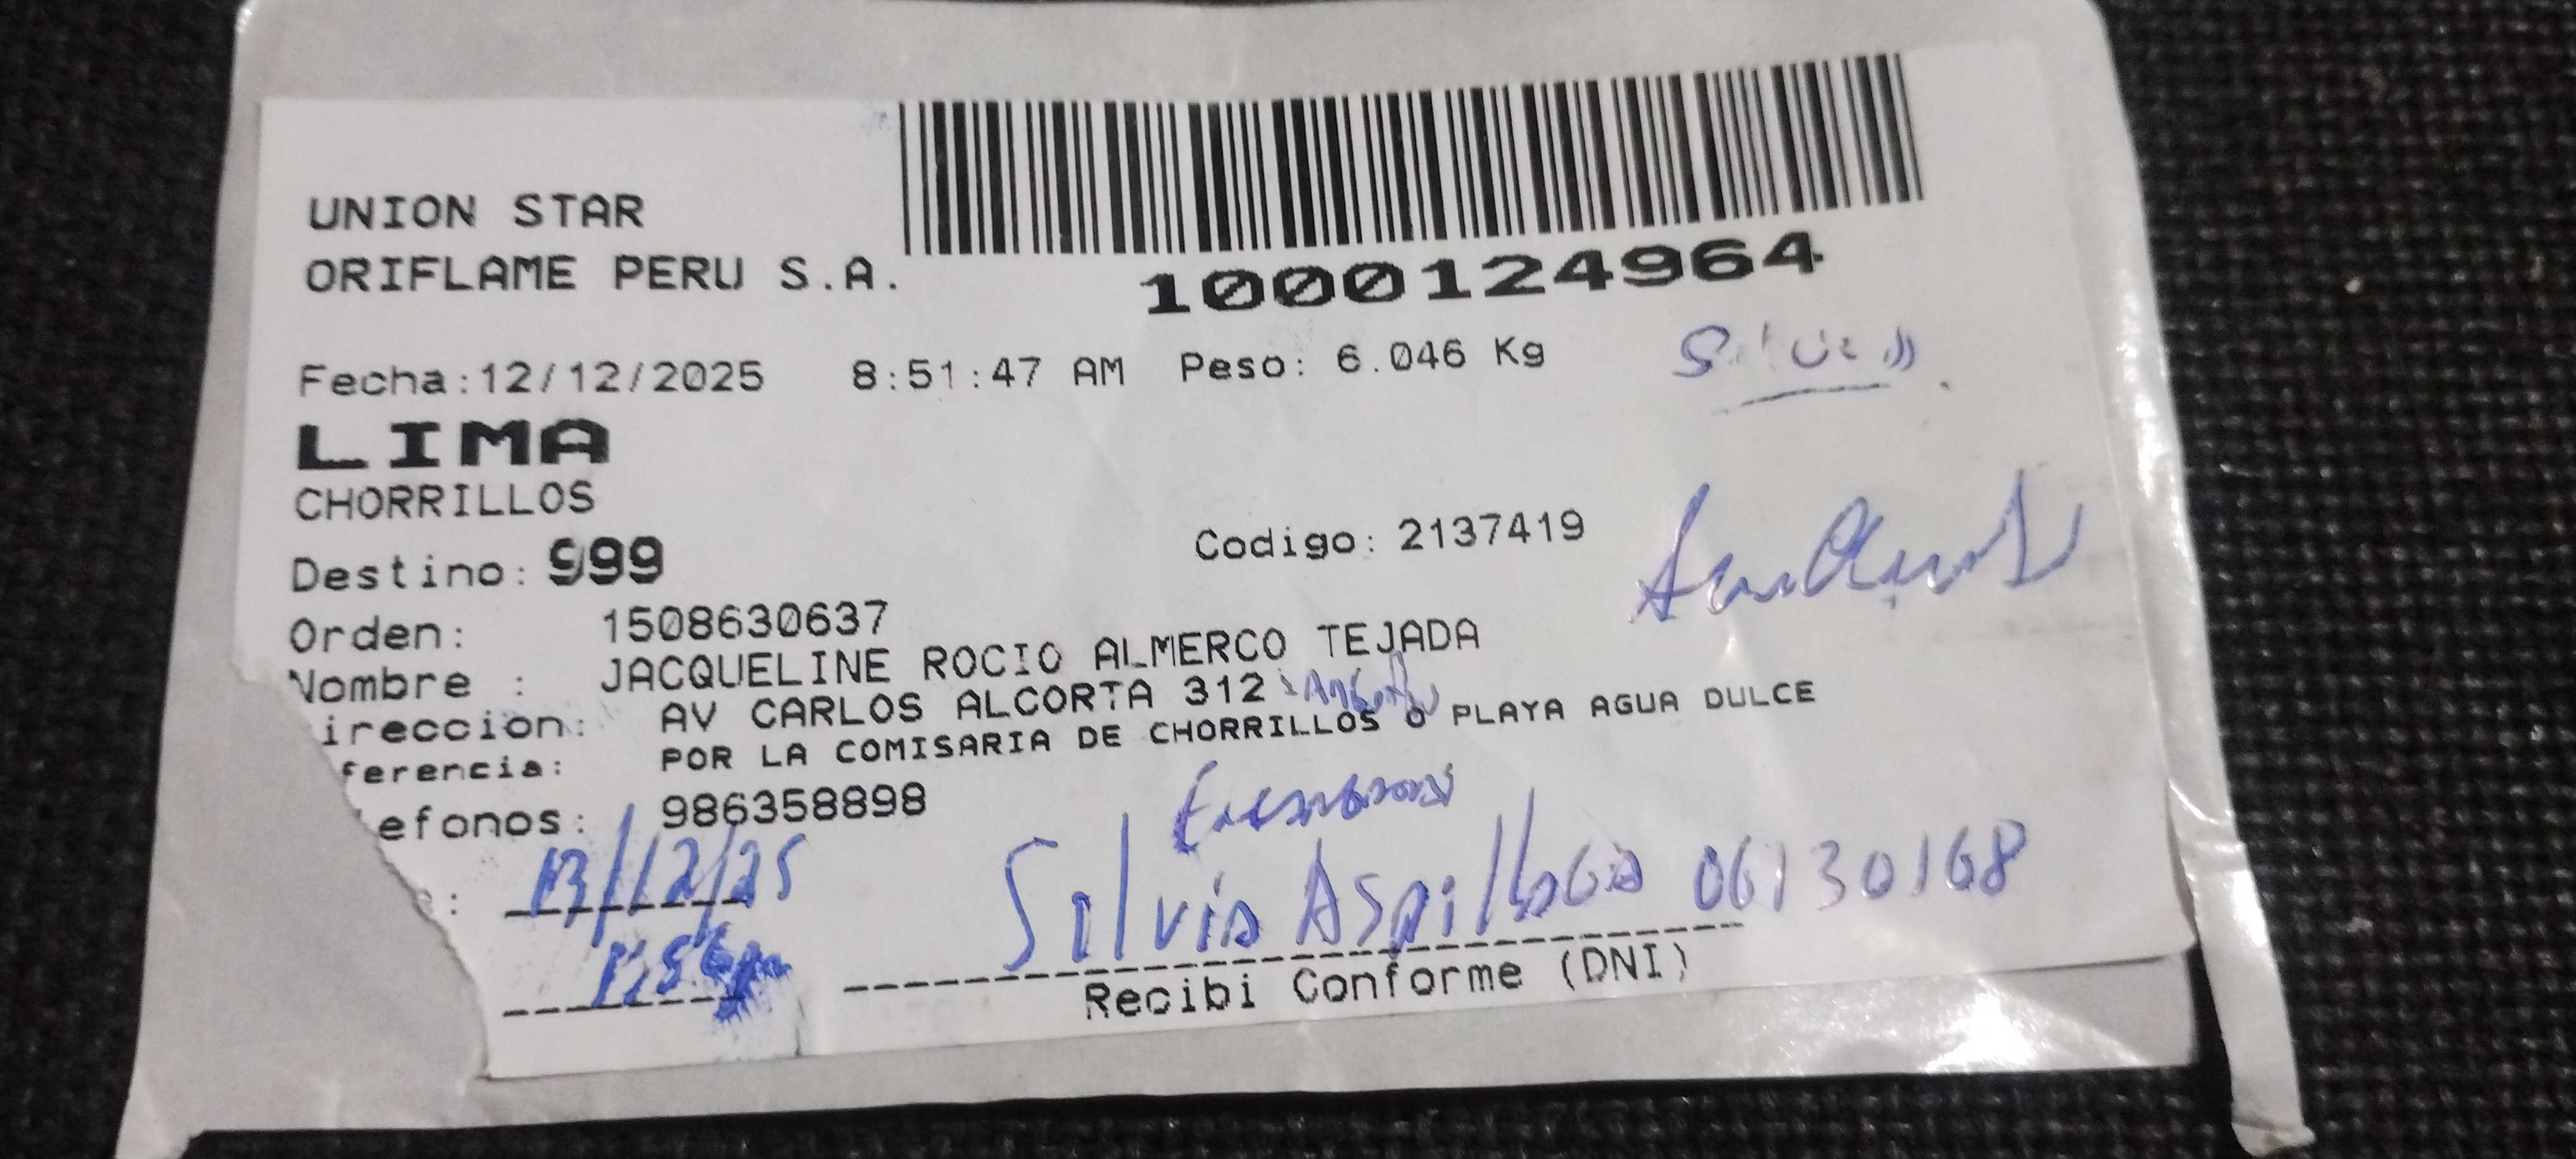 UNION STAR
ORIFLAME PERU S.A.
1000124964
Fecha:12/12/2025 8:51:47 AM Peso: 6.046 Kg
LIMA
CHORRILLOS
Destino: 999
Codigo: 2137419
Orden: 1508630637
Nombre : JACQUELINE ROCIO ALMERCO TEJADA
ireccion: AV CARLOS ALCORTA 312
ferencia: POR LA COMISARIA DE CHORRILLOS O PLAYA AGUA DULCE
efonos: 986358898
13/12/25
Silvia Aspillaga 06130168
Recibi Conforme (DNI)